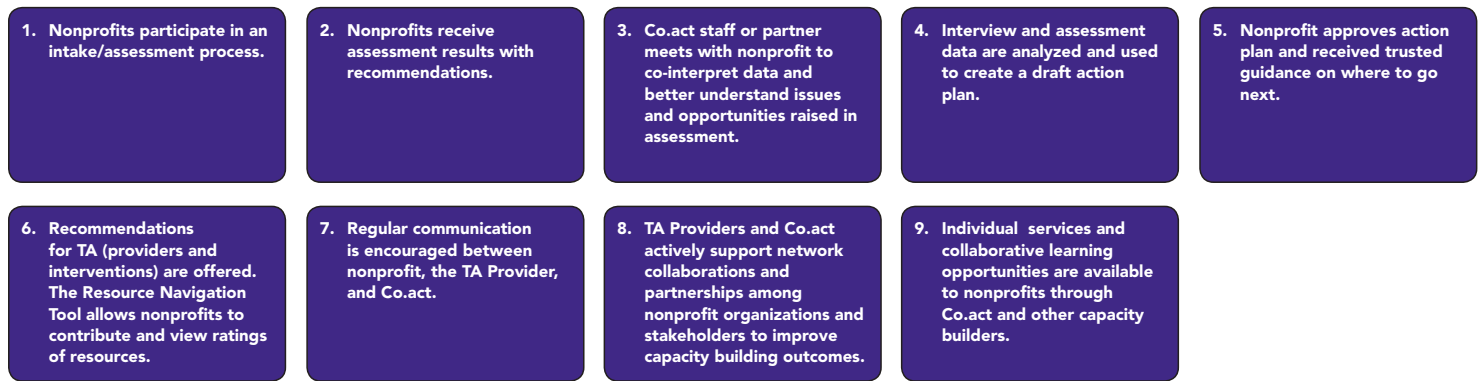 1. Nonprofits participate in an
intake/assessment process.
2. Nonprofits receive
assessment results with
recommendations.
3. Co.act staff or partner
meets with nonprofit to
co-interpret data and
better understand issues
and opportunities raised in
assessment.
4. Interview and assessment
data are analyzed and used
to create a draft action
plan.
5. Nonprofit approves action
plan and received trusted
guidance on where to go
next.
6. Recommendations
for TA (providers and
interventions) are offered.
The Resource Navigation
Tool allows nonprofits to
contribute and view ratings
of resources.
7. Regular communication
is encouraged between
nonprofit, the TA Provider,
and Co.act.
8. TA Providers and Co.act
actively support network
collaborations and
partnerships among
nonprofit organizations and
stakeholders to improve
capacity building outcomes.
9. Individual services and
collaborative learning
opportunities are available
to nonprofits through
Co.act and other capacity
builders.